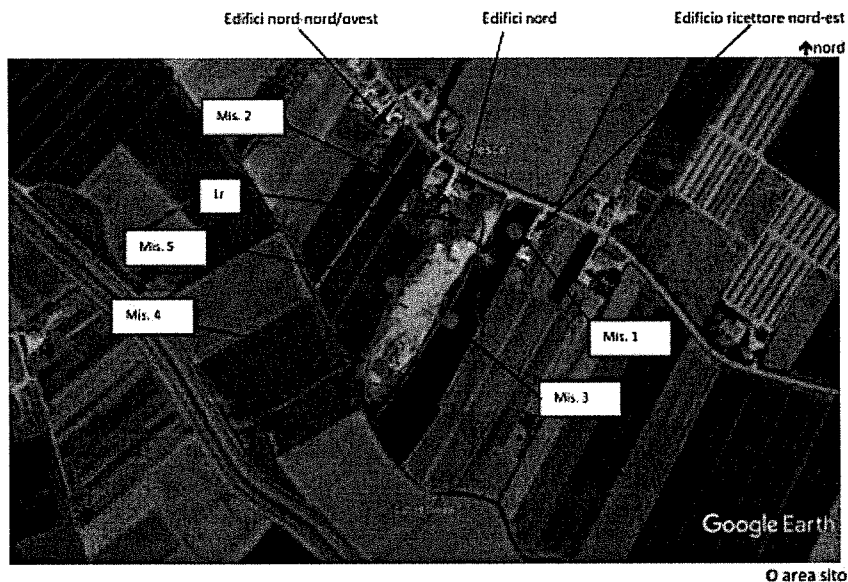 Edifici nord-nord/ovest
Edifici nord
Edificio ricettore nord-est
↑nord
Mis. 2
Lr
Mis. 5
Mis. 4
Mis. 1
Mis. 3
Google Earth
O area sito